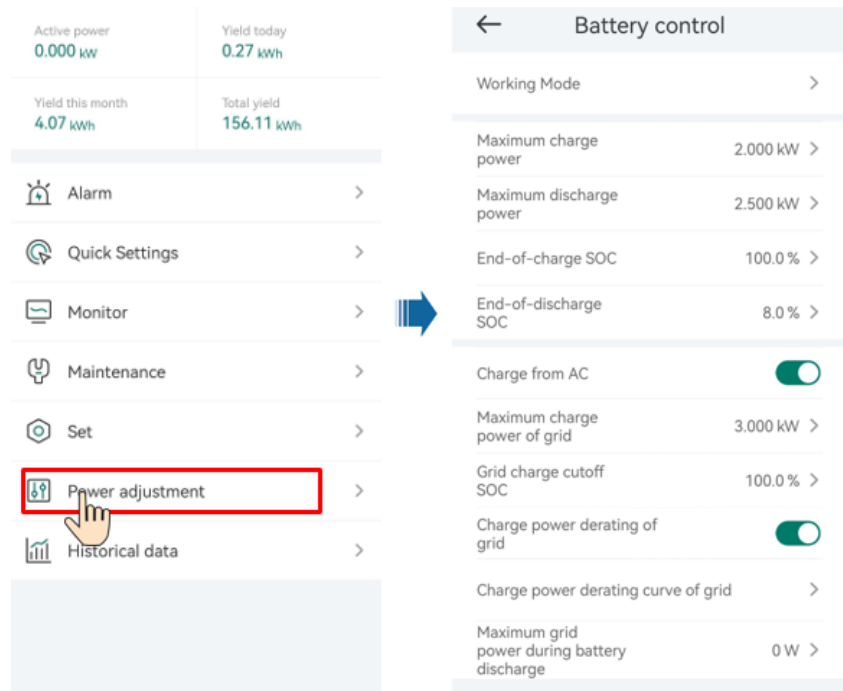 Active power
0.000 kW
Yield today
0.27 kWh
Yield this month
4.07 kWh
Total yield
156.11 kWh
Alarm
Quick Settings
Monitor
Maintenance
Set
Power adjustment
Historical data
Battery control
Working Mode
Maximum charge
power
2.000 kW
Maximum discharge
power
2.500 kW
End-of-charge SOC
100.0 %
End-of-discharge
SOC
8.0 %
Charge from AC
Maximum charge
power of grid
3.000 kW
Grid charge cutoff
SOC
100.0 %
Charge power derating of
grid
Charge power derating curve of grid
Maximum grid
power during battery
discharge
0 W